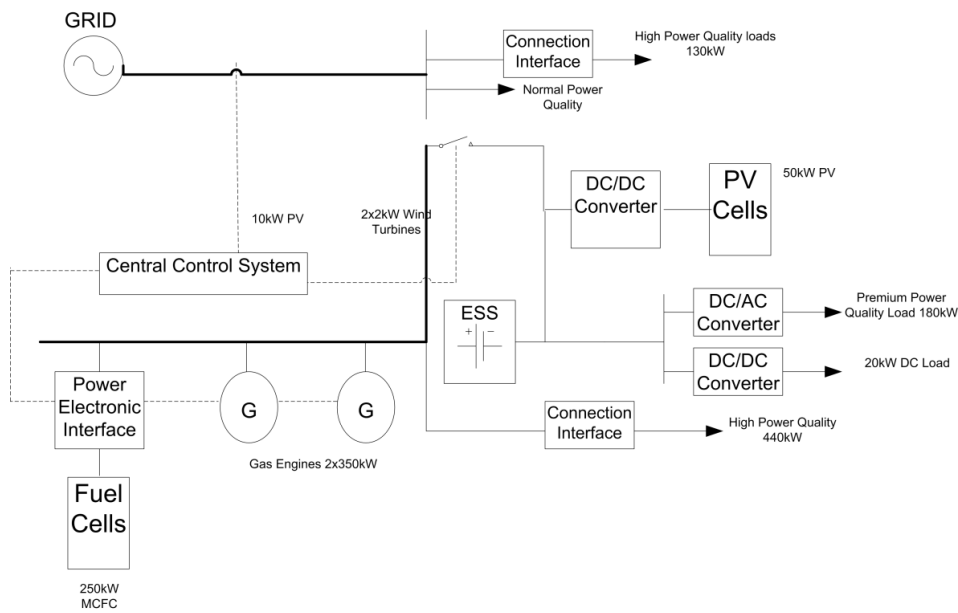 GRID
Connection
Interface
High Power Quality loads
130kW
Normal Power
Quality
DC/DC
Converter
PV
Cells
50kW PV
10kW PV
2x2kW Wind
Turbines
Central Control System
ESS
+ −
DC/AC
Converter
Premium Power
Quality Load 180kW
DC/DC
Converter
20kW DC Load
Power
Electronic
Interface
G
G
Connection
Interface
High Power Quality
440kW
Gas Engines 2x350kW
Fuel
Cells
250kW
MCFC